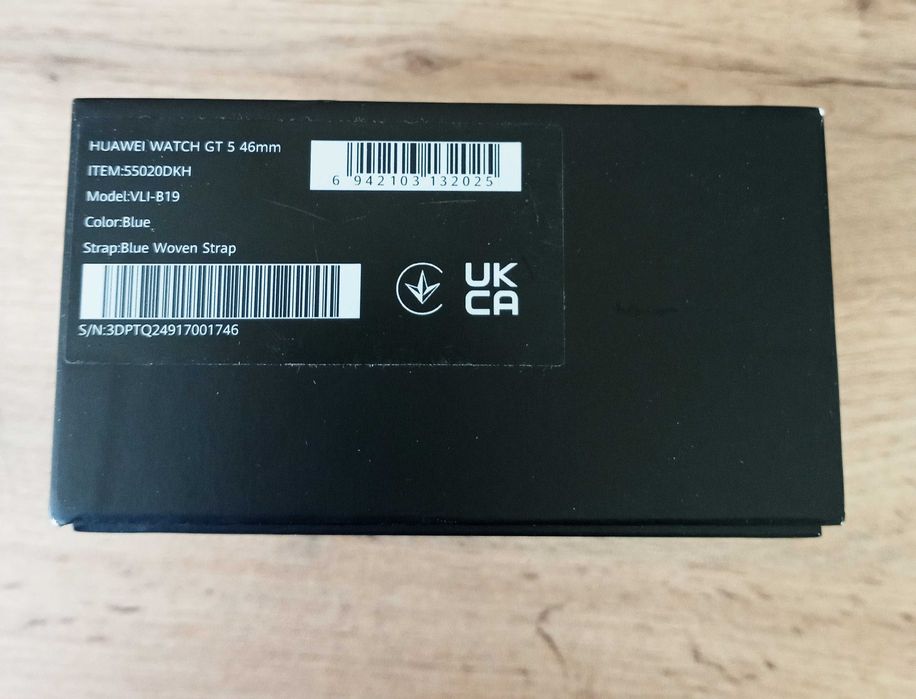 HUAWEI WATCH GT 5 46mm
ITEM:55020DKH
Model:VLI-B19
Color:Blue
Strap:Blue Woven Strap
S/N:3DPTQ24917001746
6 942103 132025
UK
CA